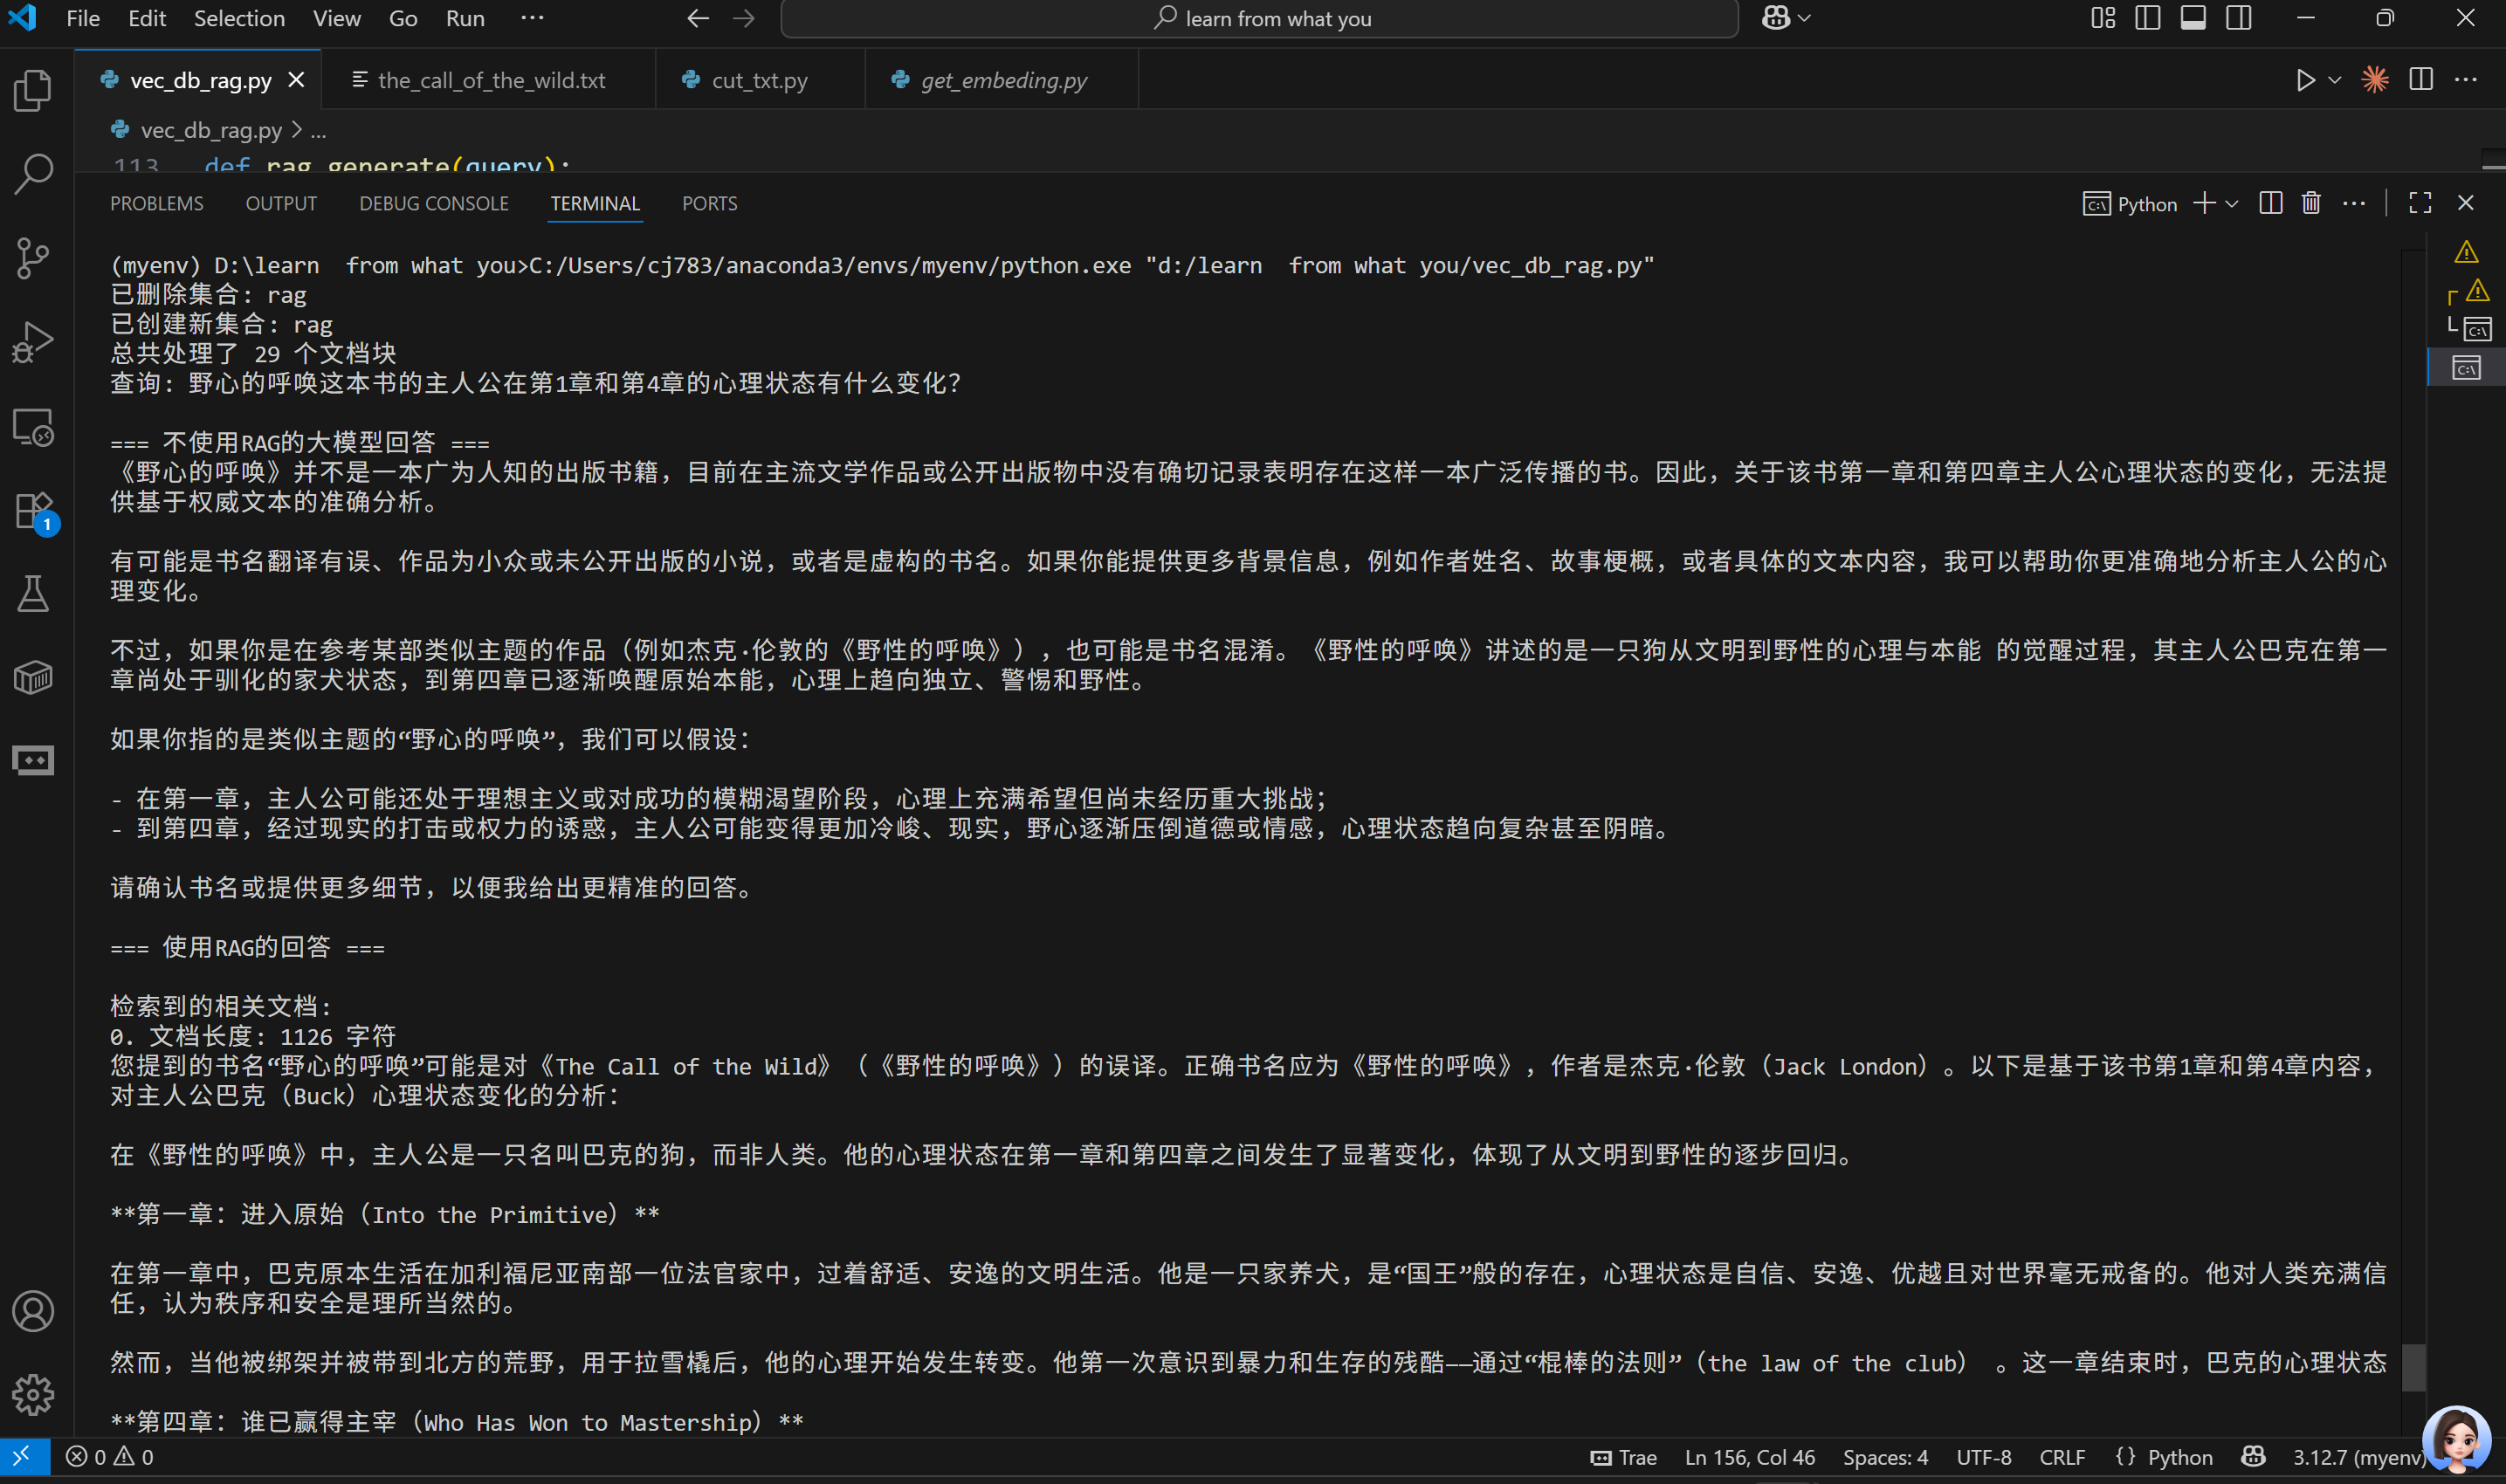 File Edit Selection View Go Run ···
learn from what you
vec_db_rag.py the_call_of_the_wild.txt cut_txt.py get_embeding.py
vec_db_rag.py > ...
113 def rag_generate(query):
PROBLEMS OUTPUT DEBUG CONSOLE TERMINAL PORTS
Python
(myenv) D:\learn  from what you>C:/Users/cj783/anaconda3/envs/myenv/python.exe "d:/learn  from what you/vec_db_rag.py"
已删除集合: rag
已创建新集合: rag
总共处理了 29 个文档块
查询: 野心的呼唤这本书的主人公在第1章和第4章的心理状态有什么变化？
=== 不使用RAG的大模型回答 ===
《野心的呼唤》并不是一本广为人知的出版书籍，目前在主流文学作品或公开出版物中没有确切记录表明存在这样一本广泛传播的书。因此，关于该书第一章和第四章主人公心理状态的变化，无法提
供基于权威文本的准确分析。
有可能是书名翻译有误、作品为小众或未公开出版的小说，或者是虚构的书名。如果你能提供更多背景信息，例如作者姓名、故事梗概，或者具体的文本内容，我可以帮助你更准确地分析主人公的心
理变化。
不过，如果你是在参考某部类似主题的作品（例如杰克·伦敦的《野性的呼唤》），也可能是书名混淆。《野性的呼唤》讲述的是一只狗从文明到野性的心理与本能 的觉醒过程，其主人公巴克在第一
章尚处于驯化的家犬状态，到第四章已逐渐唤醒原始本能，心理上趋向独立、警惕和野性。
如果你指的是类似主题的“野心的呼唤”，我们可以假设：
- 在第一章，主人公可能还处于理想主义或对成功的模糊渴望阶段，心理上充满希望但尚未经历重大挑战；
- 到第四章，经过现实的打击或权力的诱惑，主人公可能变得更加冷峻、现实，野心逐渐压倒道德或情感，心理状态趋向复杂甚至阴暗。
请确认书名或提供更多细节，以便我给出更精准的回答。
=== 使用RAG的回答 ===
检索到的相关文档:
0. 文档长度: 1126 字符
您提到的书名“野心的呼唤”可能是对《The Call of the Wild》（《野性的呼唤》）的误译。正确书名应为《野性的呼唤》，作者是杰克·伦敦（Jack London）。以下是基于该书第1章和第4章内容，
对主人公巴克（Buck）心理状态变化的分析：
在《野性的呼唤》中，主人公是一只名叫巴克的狗，而非人类。他的心理状态在第一章和第四章之间发生了显著变化，体现了从文明到野性的逐步回归。
**第一章：进入原始（Into the Primitive）**
在第一章中，巴克原本生活在加利福尼亚南部一位法官家中，过着舒适、安逸的文明生活。他是一只家养犬，是“国王”般的存在，心理状态是自信、安逸、优越且对世界毫无戒备的。他对人类充满信
任，认为秩序和安全是理所当然的。
然而，当他被绑架并被带到北方的荒野，用于拉雪橇后，他的心理开始发生转变。他第一次意识到暴力和生存的残酷——通过“棍棒的法则”（the law of the club） 。这一章结束时，巴克的心理状态
**第四章：谁已赢得主宰（Who Has Won to Mastership）**
1
0 0 Trae Ln 156, Col 46 Spaces: 4 UTF-8 CRLF {} Python 3.12.7 (myenv)